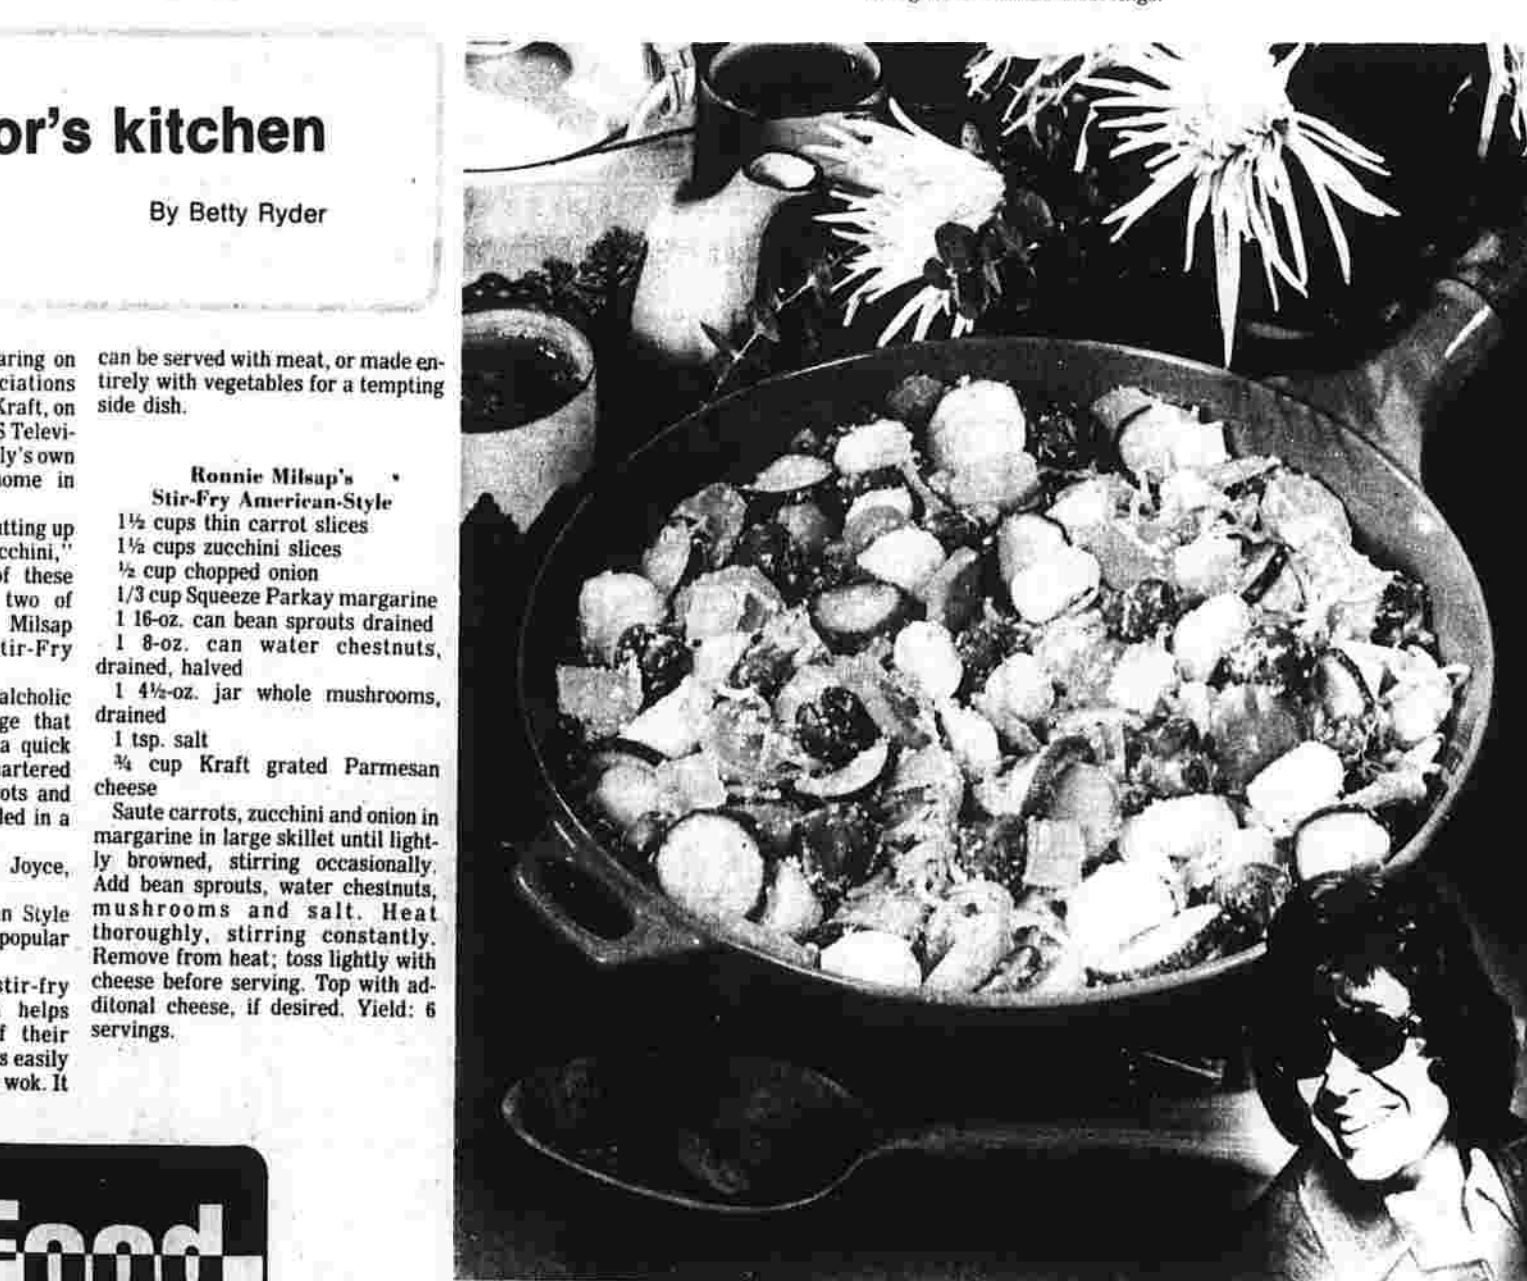 or's kitchen
By Betty Ryder
aring on
ciations
Kraft, on
S Televi-
ly's own
ome in
tting up
cchini,"
of these
two of
Milsap
tir-Fry
alcholic
ge that
a quick
artered
ots and
led in a
Joyce,
n Style
popular
stir-fry
helps
f their
s easily
wok. It
can be served with meat, or made en-
tirely with vegetables for a tempting
side dish.
Ronnie Milsap's
Stir-Fry American-Style
1½ cups thin carrot slices
1½ cups zucchini slices
½ cup chopped onion
1/3 cup Squeeze Parkay margarine
1 16-oz. can bean sprouts drained
1 8-oz. can water chestnuts,
drained, halved
1 4½-oz. jar whole mushrooms,
drained
1 tsp. salt
¾ cup Kraft grated Parmesan
cheese
Saute carrots, zucchini and onion in
margarine in large skillet until light-
ly browned, stirring occasionally.
Add bean sprouts, water chestnuts,
mushrooms and salt. Heat
thoroughly, stirring constantly.
Remove from heat; toss lightly with
cheese before serving. Top with ad-
ditonal cheese, if desired. Yield: 6
servings.
Food